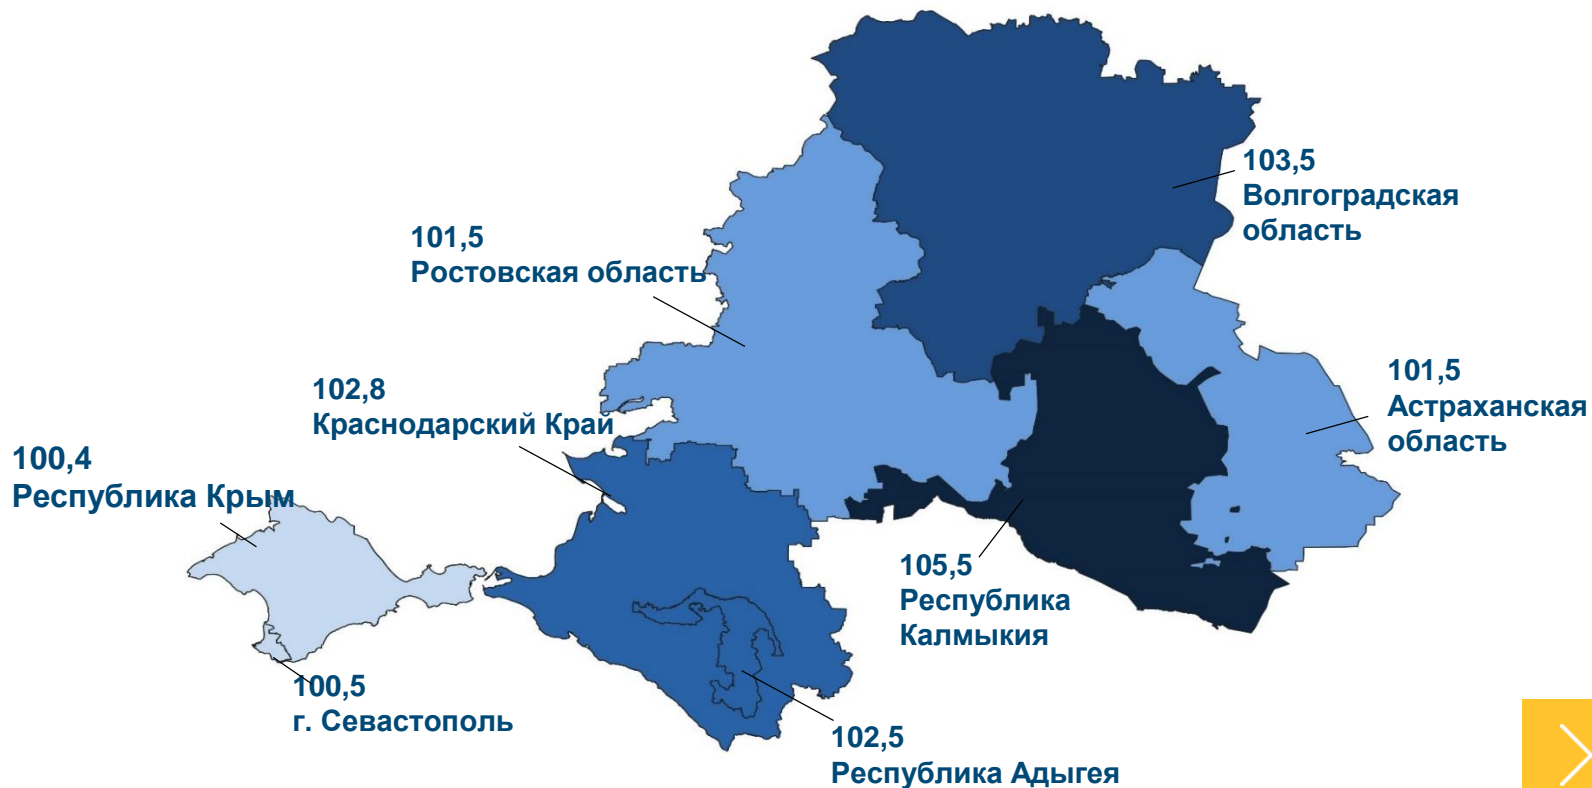 103,5
Волгоградская
область
101,5
Ростовская область
101,5
Астраханская
область
102,8
Краснодарский Край
100,4
Республика Крым
105,5
Республика
Калмыкия
100,5
г. Севастополь
102,5
Республика Адыгея